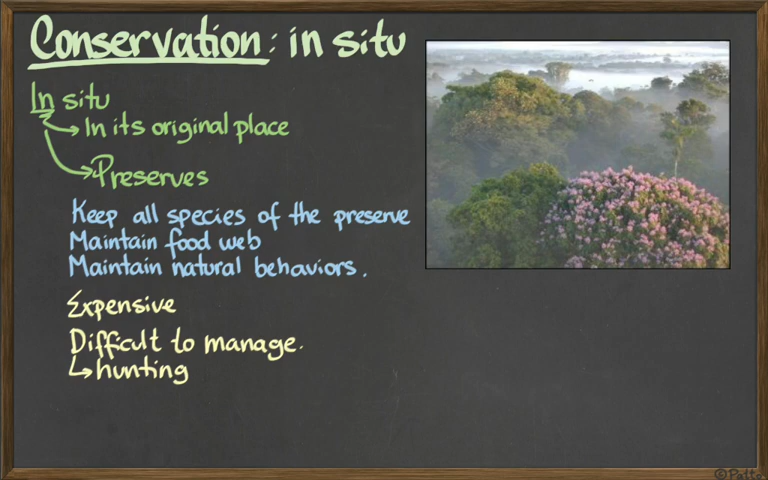 Conservation: in situ
In situ
In its original place
Preserves
Keep all species of the preserve
Maintain food web
Maintain natural behaviors.
Expensive
Difficult to manage.
hunting